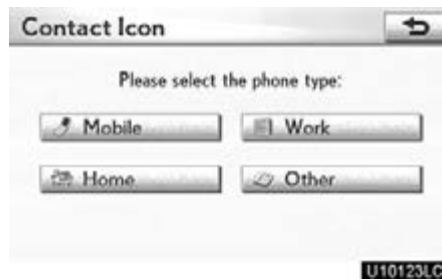 Contact Icon
Please select the phone type:
Mobile Work
Home Other
U10123LC